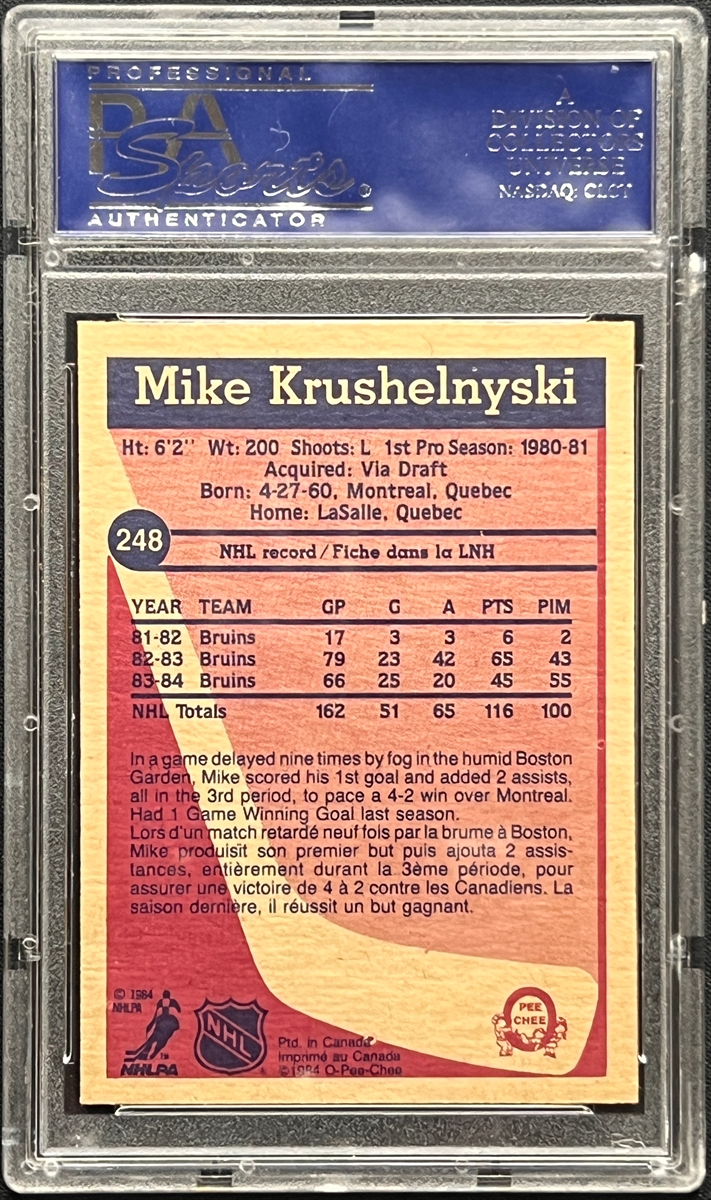 PROFESSIONAL
PSA
Sports®
AUTHENTICATOR
A
DIVISION OF
COLLECTORS
UNIVERSE
NASDAQ: CLCT
Mike Krushelnyski
Ht: 6'2'' Wt: 200 Shoots: L 1st Pro Season: 1980-81
Acquired: Via Draft
Born: 4-27-60, Montreal, Quebec
Home: LaSalle, Quebec
248
NHL record/Fiche dans la LNH
YEAR TEAM GP G A PTS PIM
81-82 Bruins 17 3 3 6 2
82-83 Bruins 79 23 42 65 43
83-84 Bruins 66 25 20 45 55
NHL Totals 162 51 65 116 100
In a game delayed nine times by fog in the humid Boston
Garden, Mike scored his 1st goal and added 2 assists,
all in the 3rd period, to pace a 4-2 win over Montreal.
Had 1 Game Winning Goal last season.
Lors d'un match retardé neuf fois par la brume à Boston,
Mike produisit son premier but puis ajouta 2 assis-
tances, entièrement durant la 3ème période, pour
assurer une victoire de 4 à 2 contre les Canadiens. La
saison dernière, il réussit un but gagnant.
© 1984
NHLPA
TM
NHLPA
NHL
Ptd. in Canada
Imprimé au Canada
©1984 O-Pee-Chee
PEE
CHEE